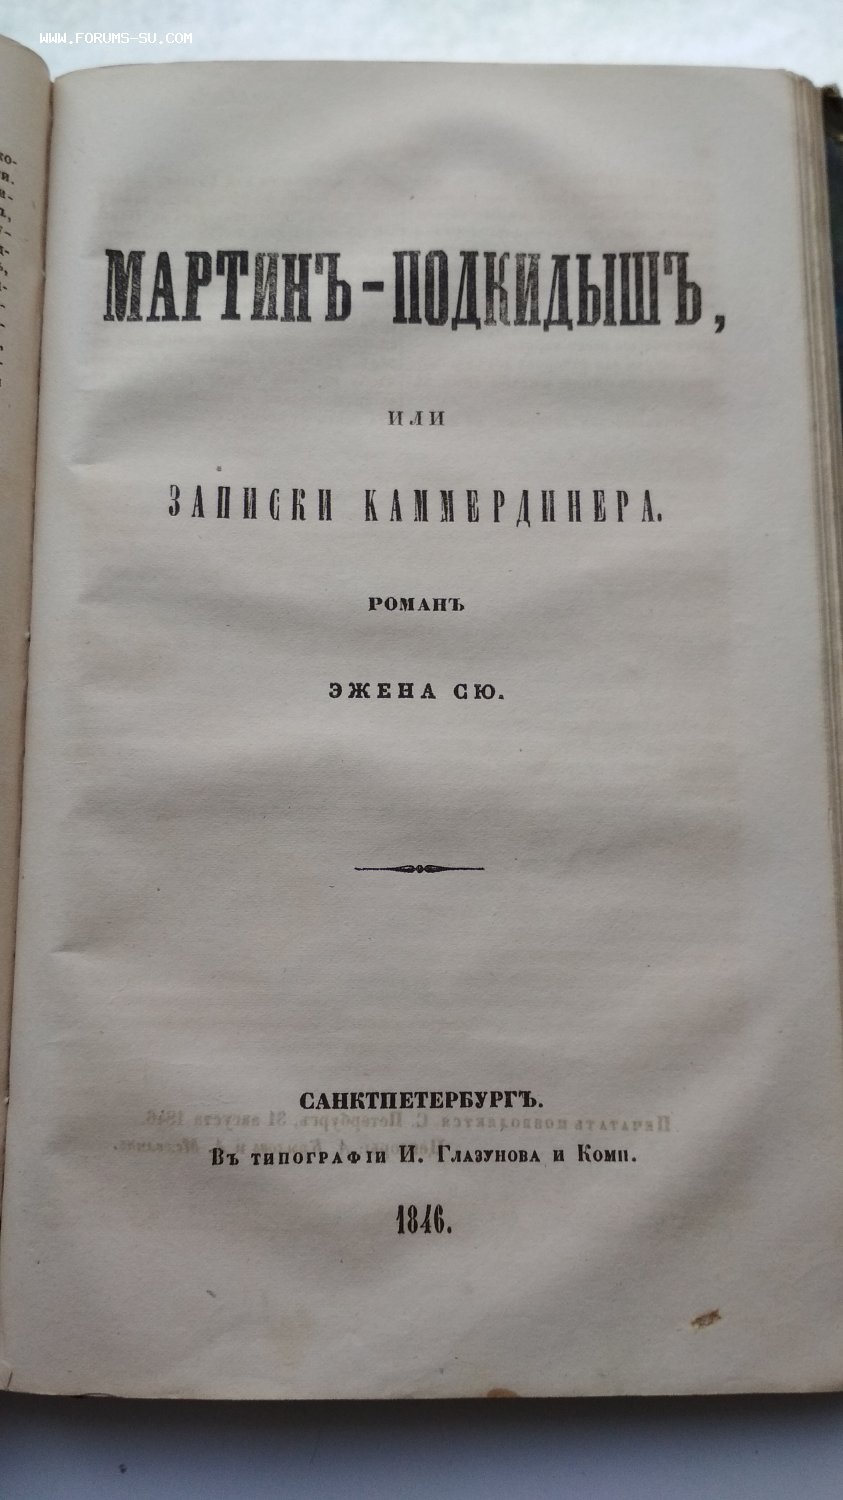 WWW.FORUMS-SU.COM
МАРТИНЪ-ПОДКИДЫШЪ,
ИЛИ
ЗАПИСКИ КАММЕРДИНЕРА.
РОМАНЪ
ЭЖЕНА СЮ.
САНКТПЕТЕРБУРГЪ.
Въ типографіи И. Глазунова и Комп.
1846.